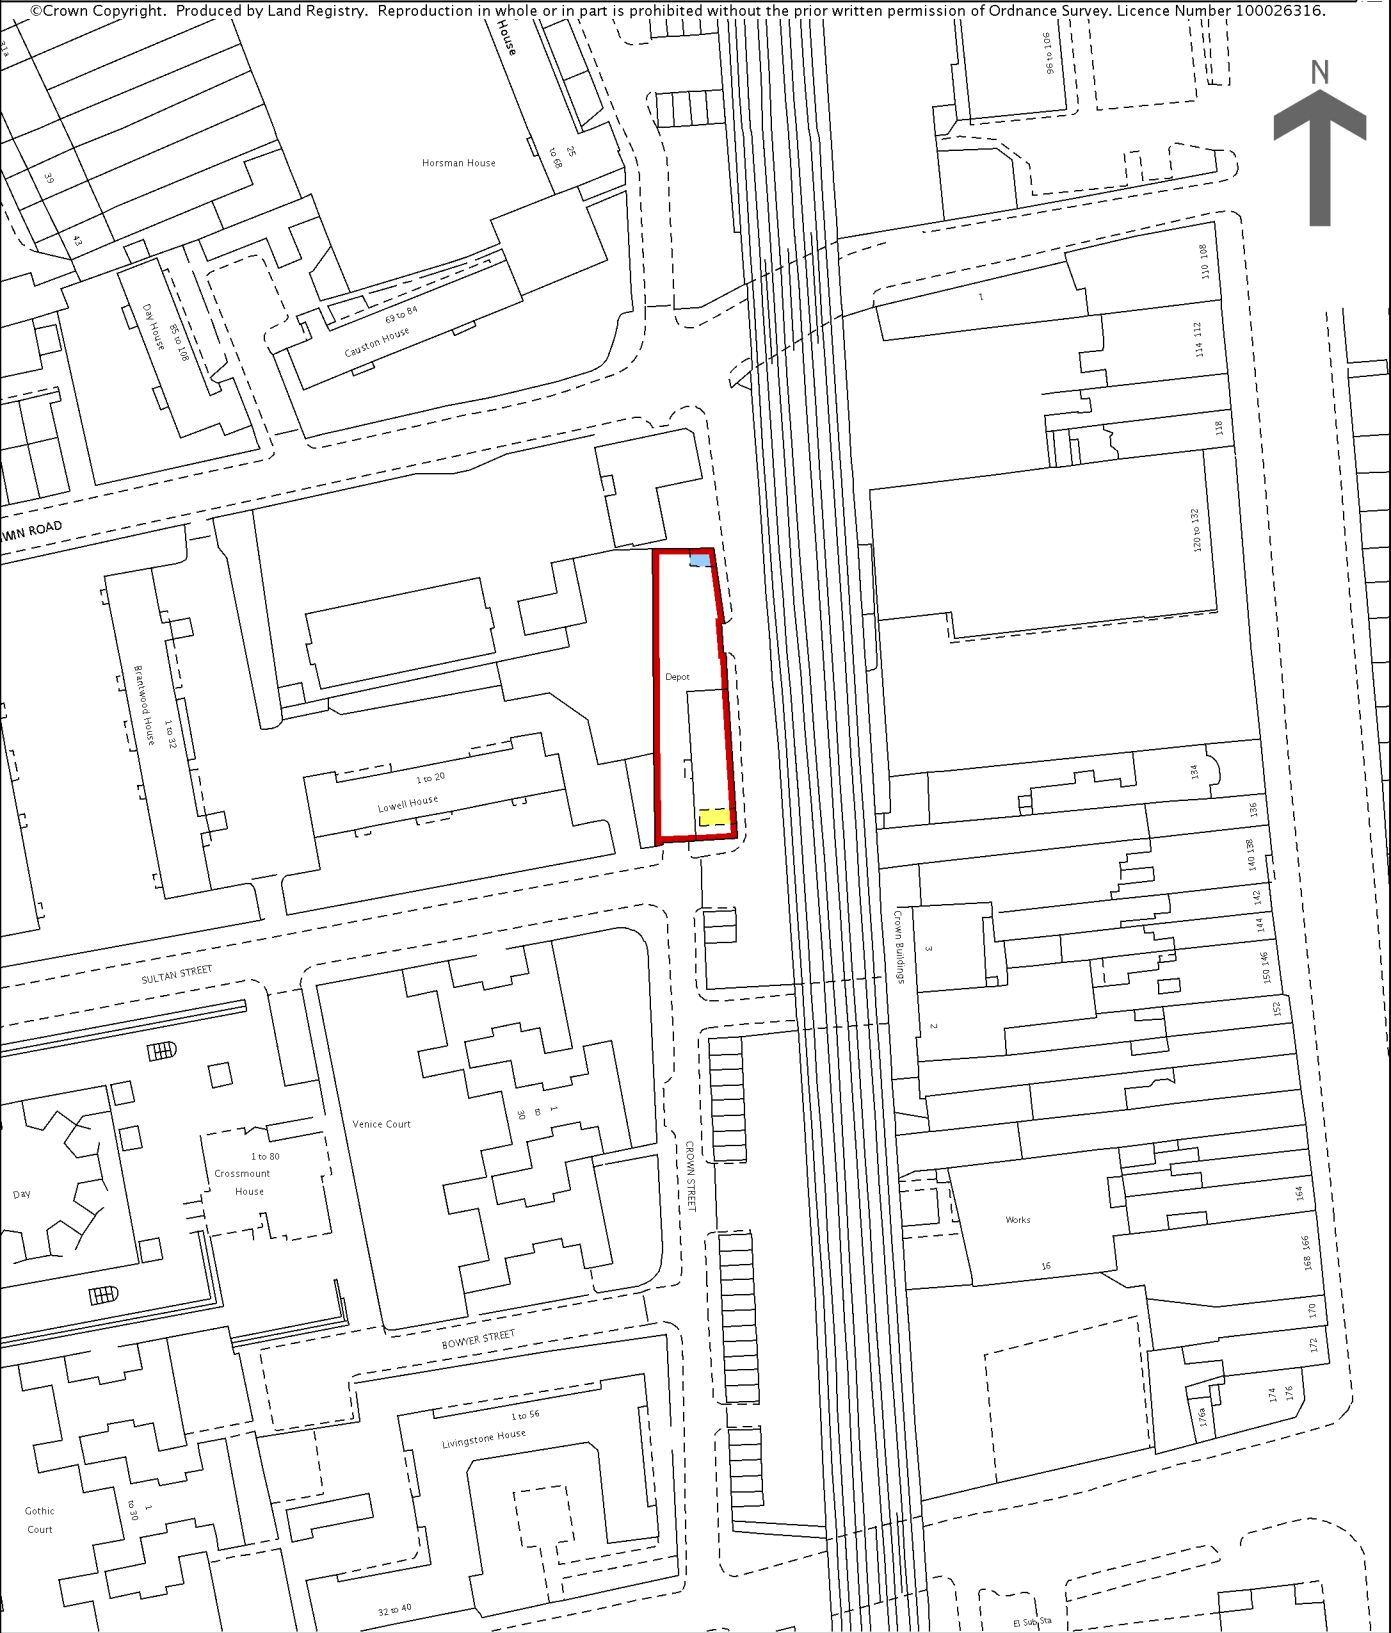 ©Crown Copyright. Produced by Land Registry. Reproduction in whole or in part is prohibited without the prior written permission of Ordnance Survey. Licence Number 100026316.
N
31a
House
96 to 106
39
43
Horsman House
25
to 68
Day House
85 to 108
69 to 84
Causton House
110 108
1
114 112
118
120 to 132
WIN ROAD
Brantwood House
1 to 32
Depot
1 to 20
Lowell House
134
136
140 138
142
144
150 146
152
Crown Buildings
3
2
SULTAN STREET
Venice Court
1
to
30
CROWN STREET
1 to 80
Crossmount
House
Day
Works
16
164
168 166
170
172
174
176
176a
BOWYER STREET
1 to 56
Livingstone House
Gothic
Court
1
to 30
32 to 40
El Sub Sta